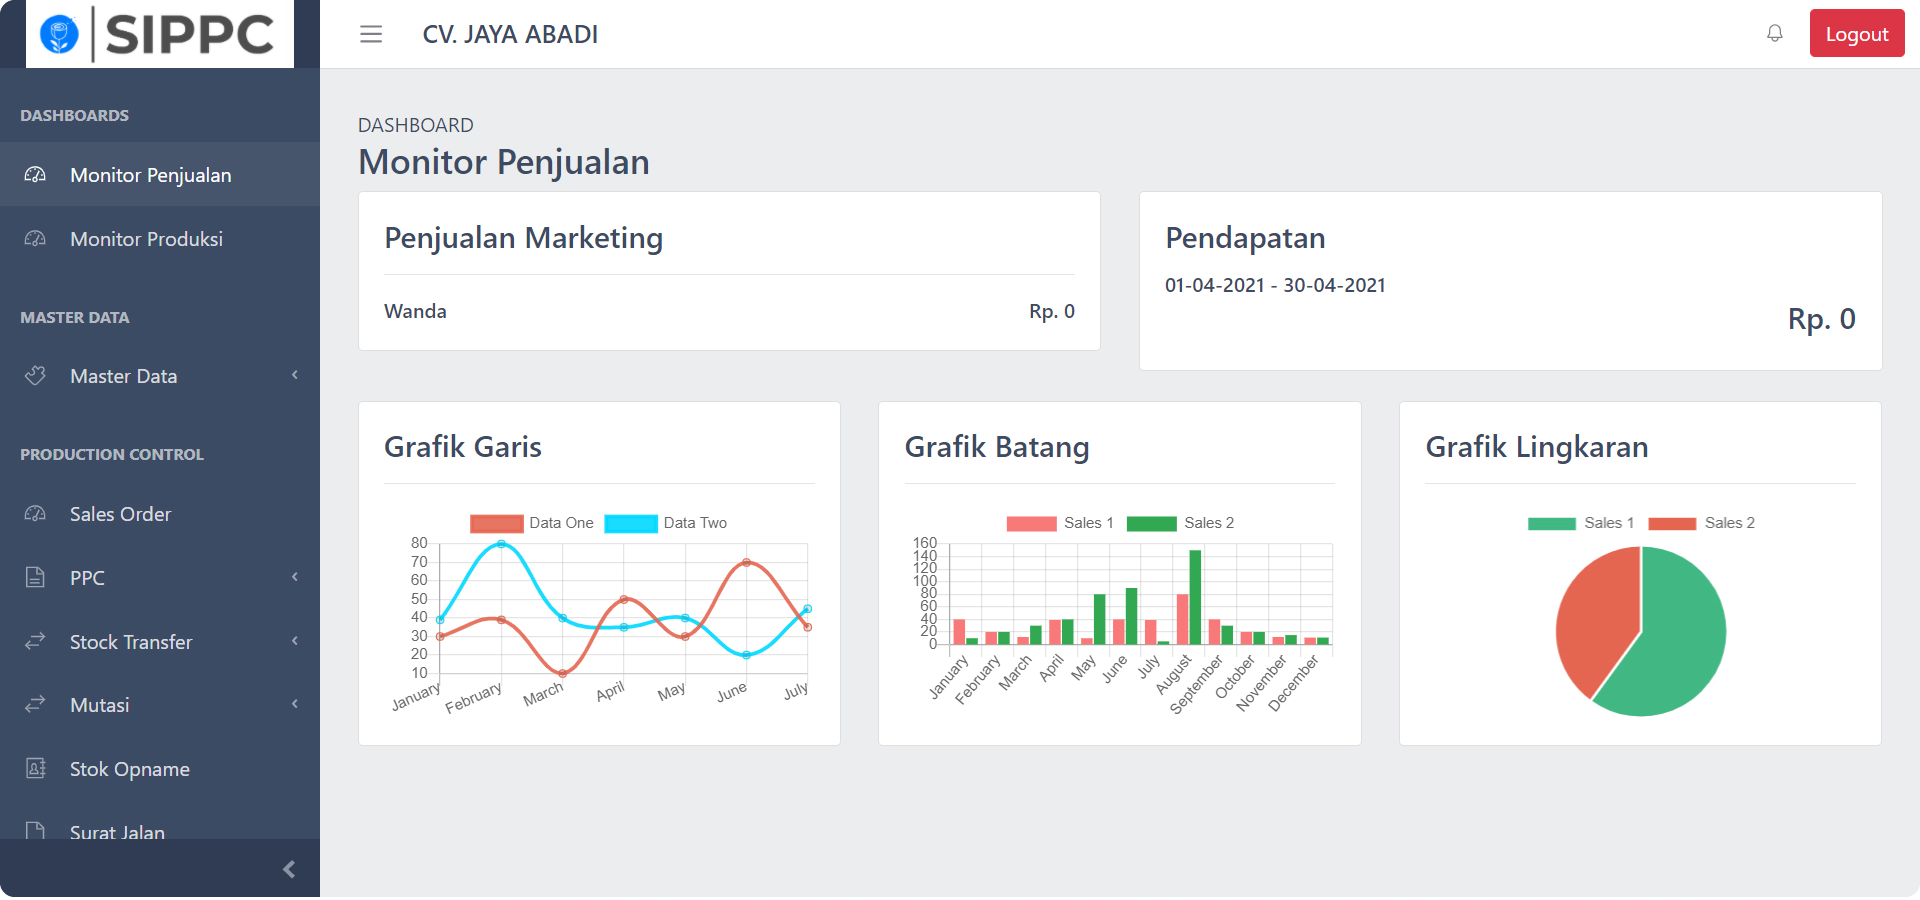 SIPPC
CV. JAYA ABADI
Logout
DASHBOARDS
Monitor Penjualan
Monitor Produksi
MASTER DATA
Master Data
PRODUCTION CONTROL
Sales Order
PPC
Stock Transfer
Mutasi
Stok Opname
Surat Jalan
DASHBOARD
Monitor Penjualan
Penjualan Marketing
Wanda Rp. 0
Pendapatan
01-04-2021 - 30-04-2021
Rp. 0
Grafik Garis
Data One Data Two
80
70
60
50
40
30
20
10
January February March April May June July
Grafik Batang
Sales 1 Sales 2
160
140
120
100
80
60
40
20
0
January February March April May June July August September October November December
Grafik Lingkaran
Sales 1 Sales 2